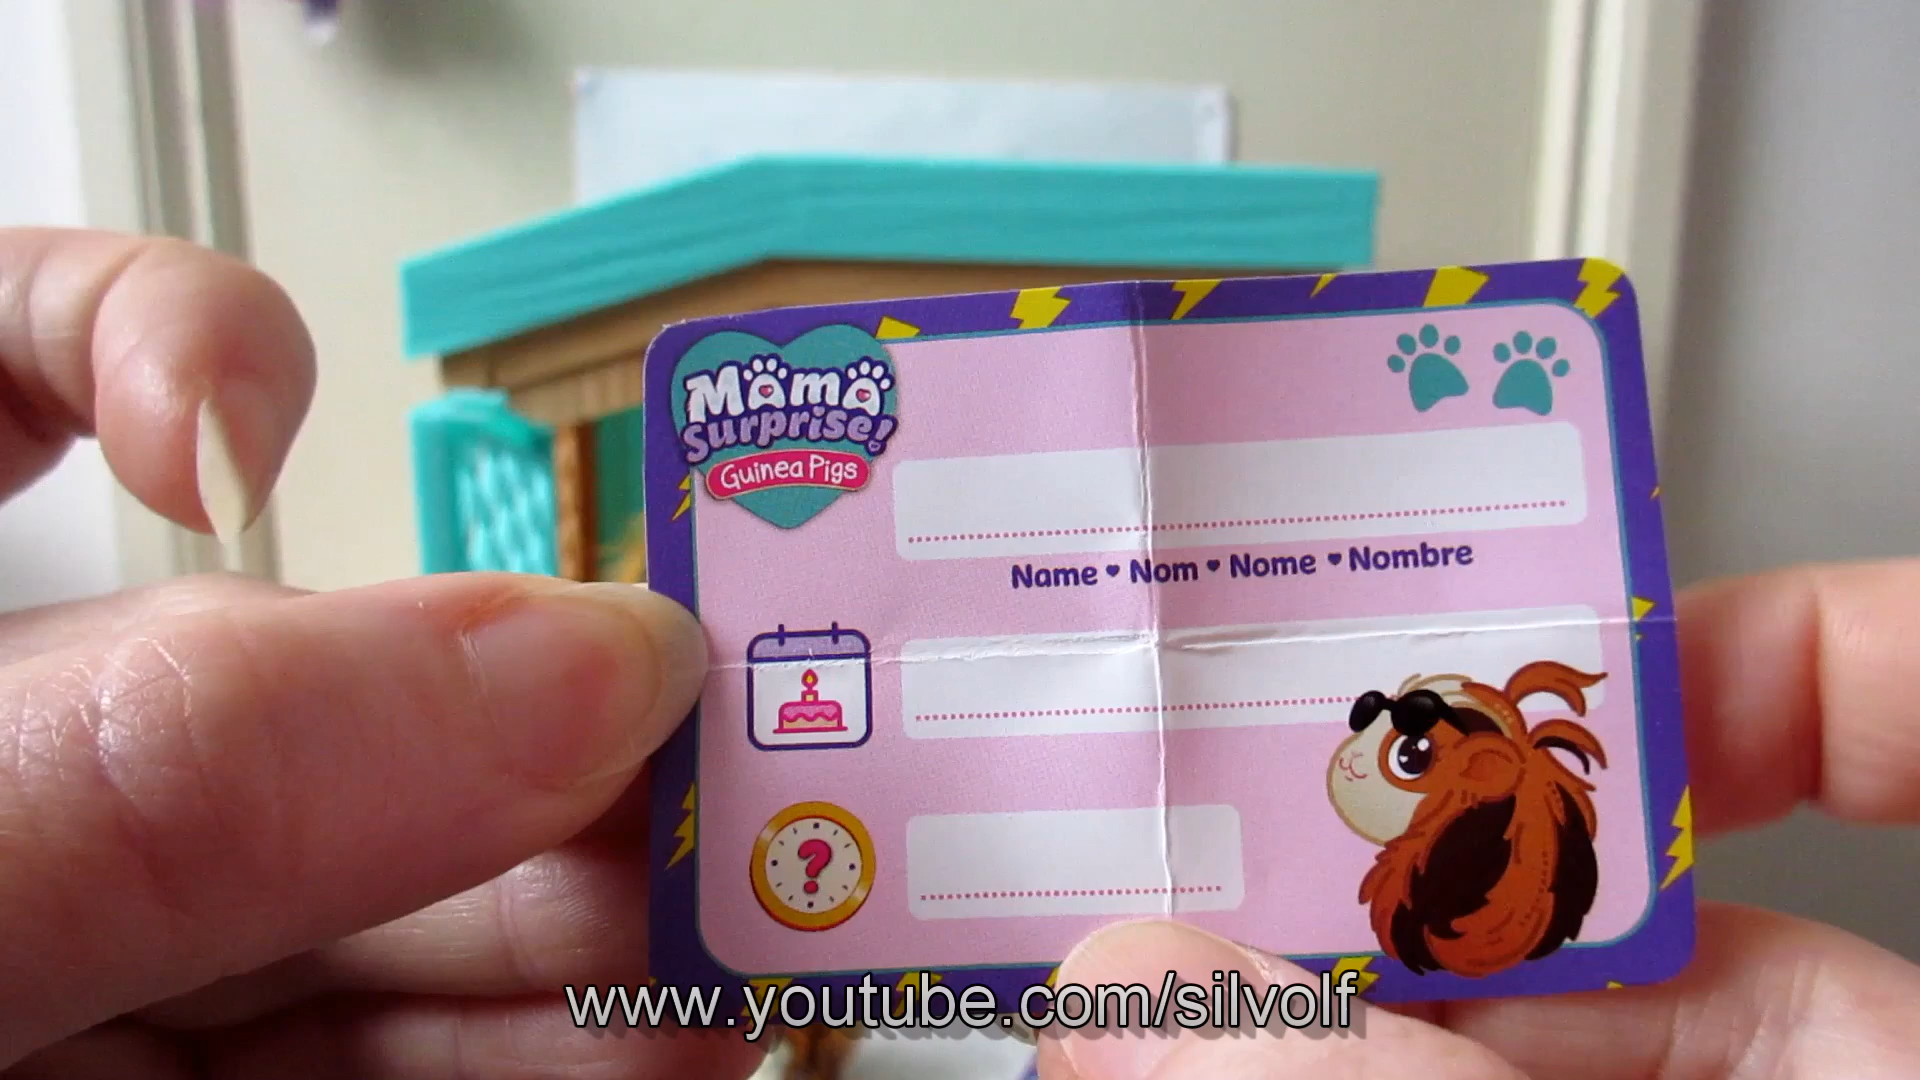 Mama
Surprise!
Guinea Pigs
Name • Nom • Nome • Nombre
?
www.youtube.com/silvolf